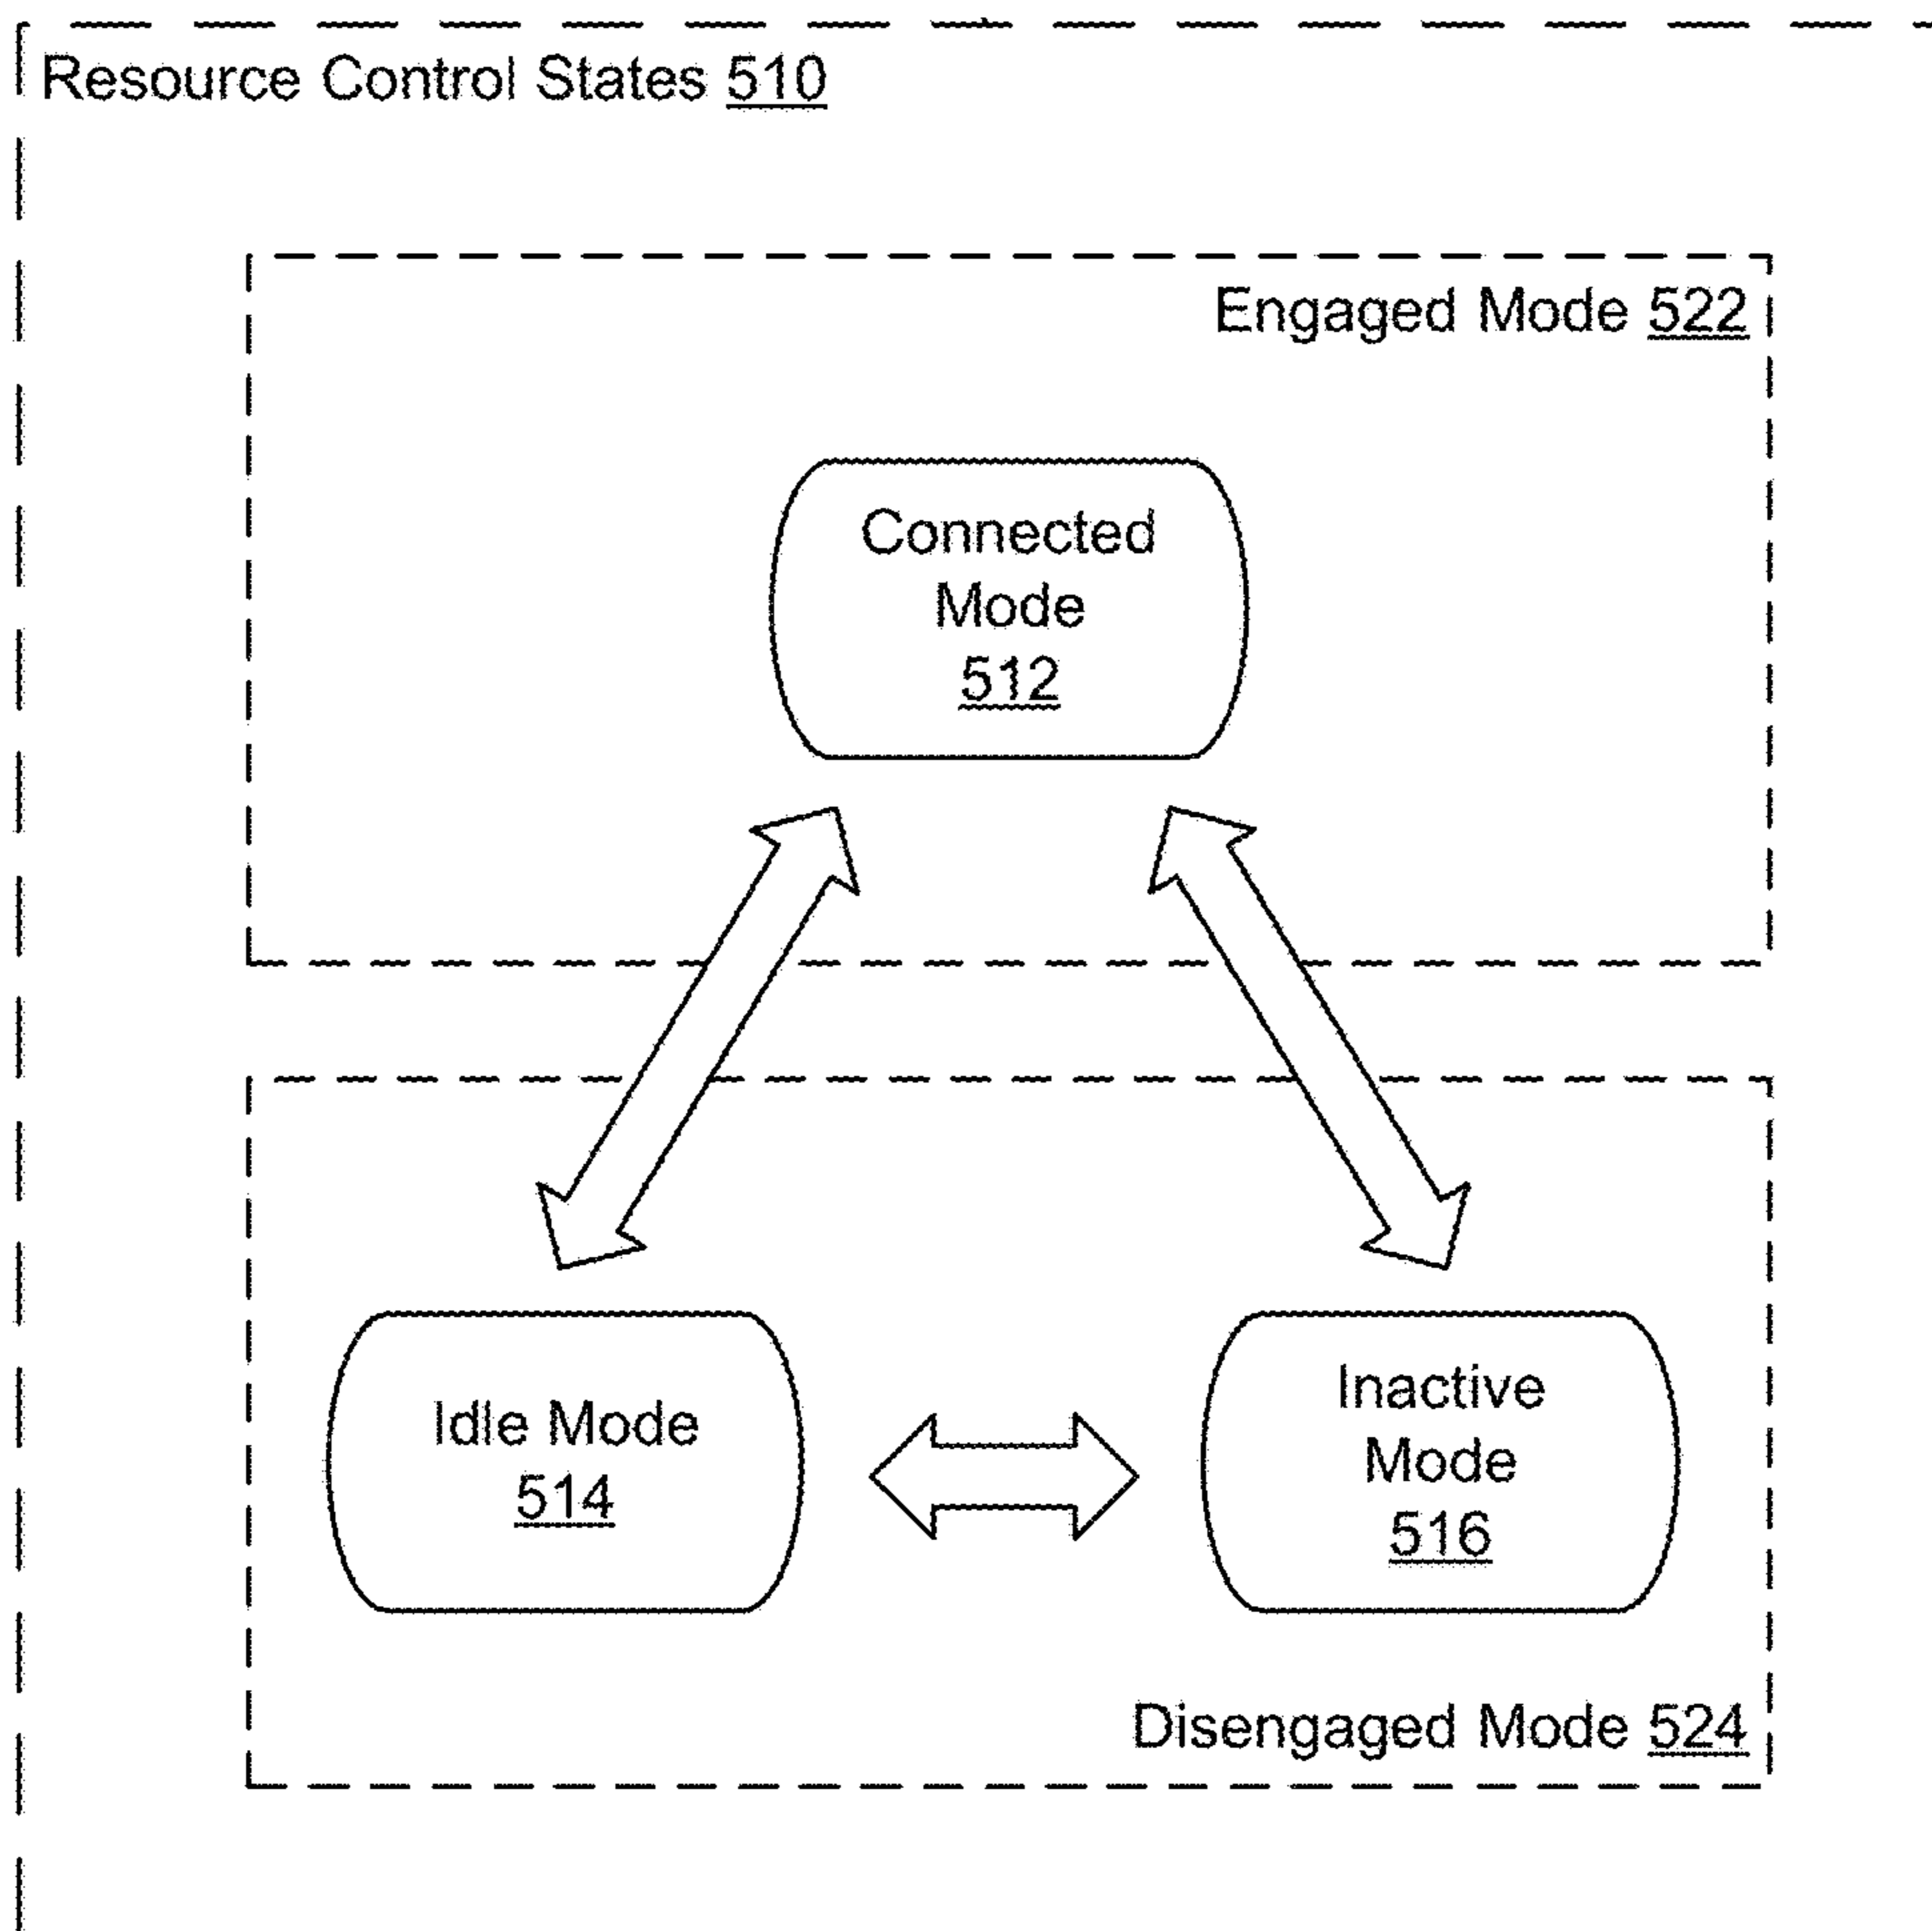 Resource Control States 510
Engaged Mode 522
Connected
Mode
512
Idle Mode
514
Inactive
Mode
516
Disengaged Mode 524